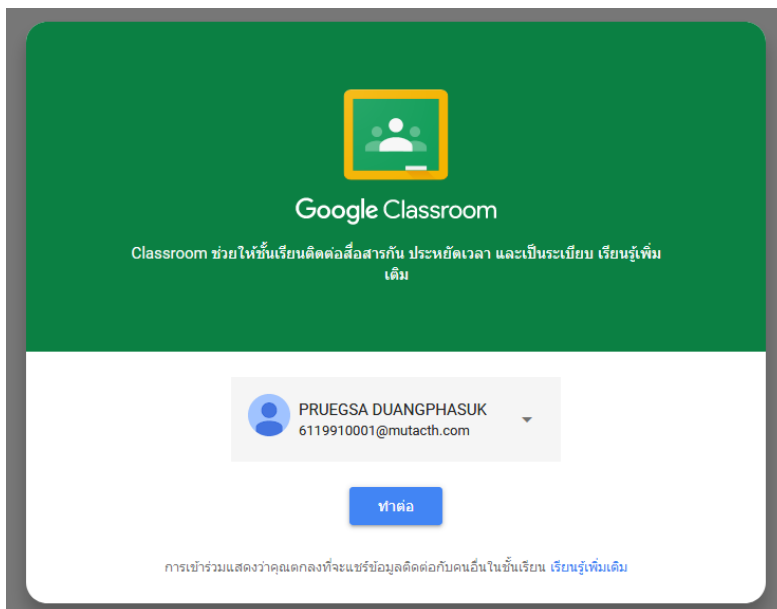 Google Classroom
Classroom ช่วยให้ชั้นเรียนติดต่อสื่อสารกัน ประหยัดเวลา และเป็นระเบียบ เรียนรู้เพิ่ม
เติม
PRUEGSA DUANGPHASUK
6119910001@mutacth.com
ทำต่อ
การเข้าร่วมแสดงว่าคุณตกลงที่จะแชร์ข้อมูลติดต่อกับคนอื่นในชั้นเรียน เรียนรู้เพิ่มเติม